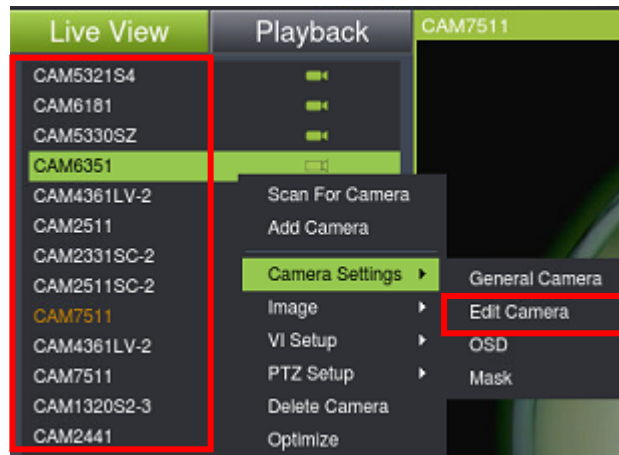 Live View
Playback
CAM7511
CAM5321S4
CAM6181
CAM5330SZ
CAM6351
CAM4361LV-2
CAM2511
CAM2331SC-2
CAM2511SC-2
CAM7511
CAM4361LV-2
CAM7511
CAM1320S2-3
CAM2441
Scan For Camera
Add Camera
Camera Settings
Image
VI Setup
PTZ Setup
Delete Camera
Optimize
General Camera
Edit Camera
OSD
Mask